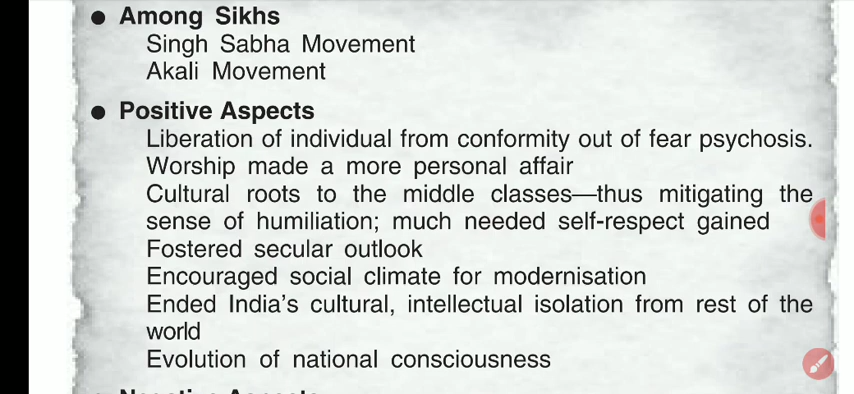 ● Among Sikhs
Singh Sabha Movement
Akali Movement
● Positive Aspects
Liberation of individual from conformity out of fear psychosis.
Worship made a more personal affair
Cultural roots to the middle classes—thus mitigating the
sense of humiliation; much needed self-respect gained
Fostered secular outlook
Encouraged social climate for modernisation
Ended India’s cultural, intellectual isolation from rest of the
world
Evolution of national consciousness